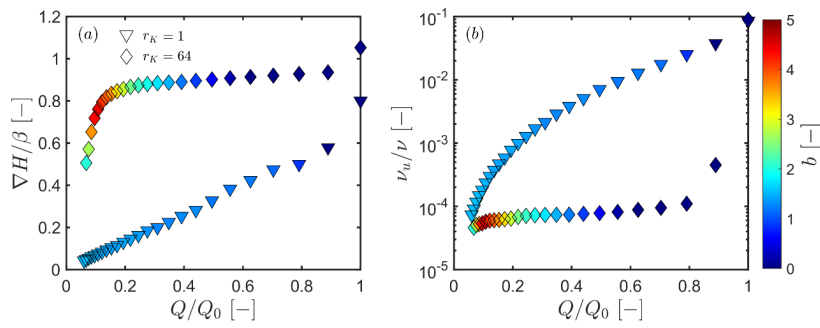 (a)
r_K = 1
r_K = 64
∇H/β [−]
1.2
1
0.8
0.6
0.4
0.2
0
0 0.2 0.4 0.6 0.8 1
Q/Q_0 [−]
(b)
ν_u/ν [−]
10^-1
10^-2
10^-3
10^-4
10^-5
0 0.2 0.4 0.6 0.8 1
Q/Q_0 [−]
5
4
3
2
1
0
b [−]